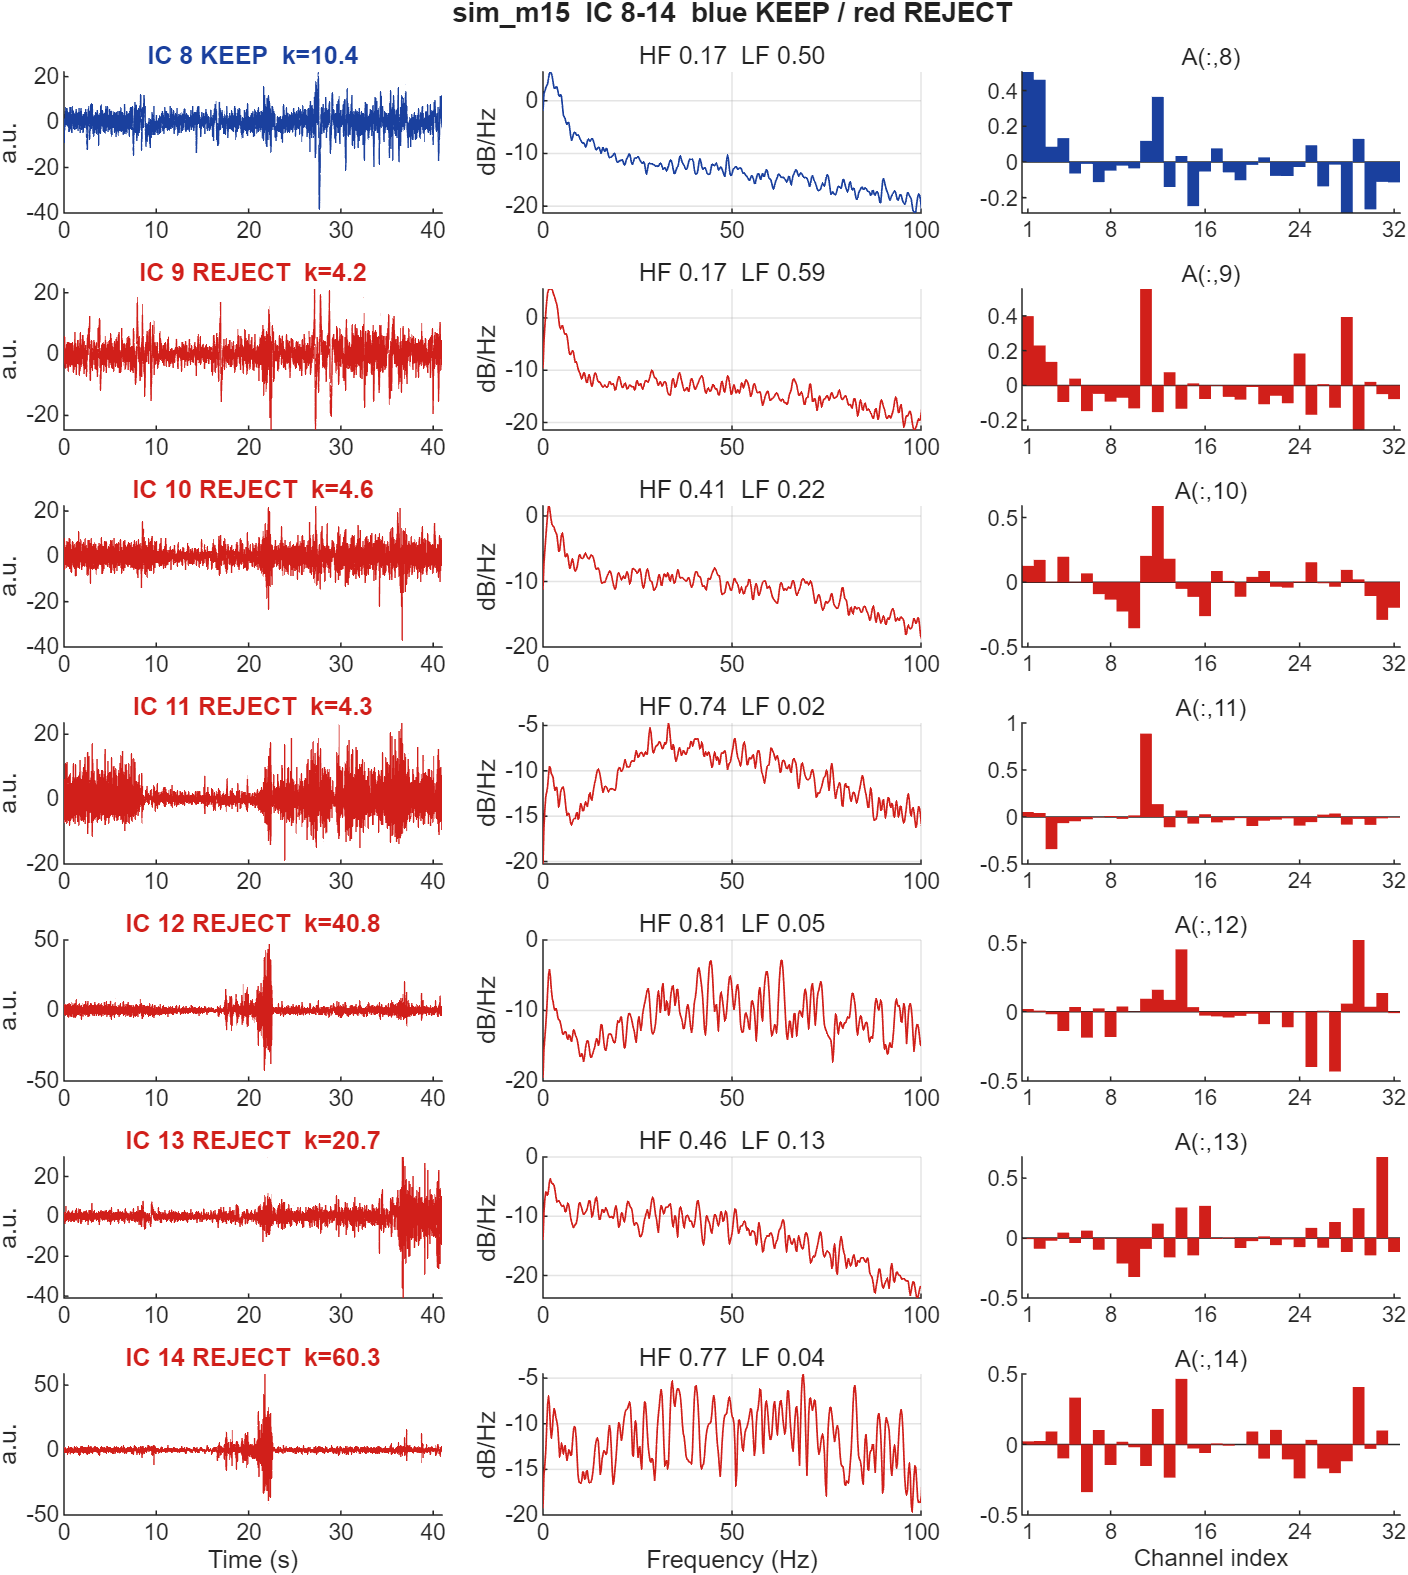 sim_m15  IC 8-14  blue KEEP / red REJECT
IC 8 KEEP  k=10.4
HF 0.17  LF 0.50
A(:,8)
a.u.
20
0
-20
-40
0 10 20 30 40
dB/Hz
0
-10
-20
0 50 100
0.4
0.2
0
-0.2
1 8 16 24 32
IC 9 REJECT  k=4.2
HF 0.17  LF 0.59
A(:,9)
a.u.
20
0
-20
0 10 20 30 40
dB/Hz
0
-10
-20
0 50 100
0.4
0.2
0
-0.2
1 8 16 24 32
IC 10 REJECT  k=4.6
HF 0.41  LF 0.22
A(:,10)
a.u.
20
0
-20
-40
0 10 20 30 40
dB/Hz
0
-10
-20
0 50 100
0.5
0
-0.5
1 8 16 24 32
IC 11 REJECT  k=4.3
HF 0.74  LF 0.02
A(:,11)
a.u.
20
0
-20
0 10 20 30 40
dB/Hz
-5
-10
-15
-20
0 50 100
1
0.5
0
-0.5
1 8 16 24 32
IC 12 REJECT  k=40.8
HF 0.81  LF 0.05
A(:,12)
a.u.
50
0
-50
0 10 20 30 40
dB/Hz
0
-10
-20
0 50 100
0.5
0
-0.5
1 8 16 24 32
IC 13 REJECT  k=20.7
HF 0.46  LF 0.13
A(:,13)
a.u.
20
0
-20
-40
0 10 20 30 40
dB/Hz
0
-10
-20
0 50 100
0.5
0
-0.5
1 8 16 24 32
IC 14 REJECT  k=60.3
HF 0.77  LF 0.04
A(:,14)
a.u.
50
0
-50
0 10 20 30 40
Time (s)
dB/Hz
-5
-10
-15
-20
0 50 100
Frequency (Hz)
0.5
0
-0.5
1 8 16 24 32
Channel index